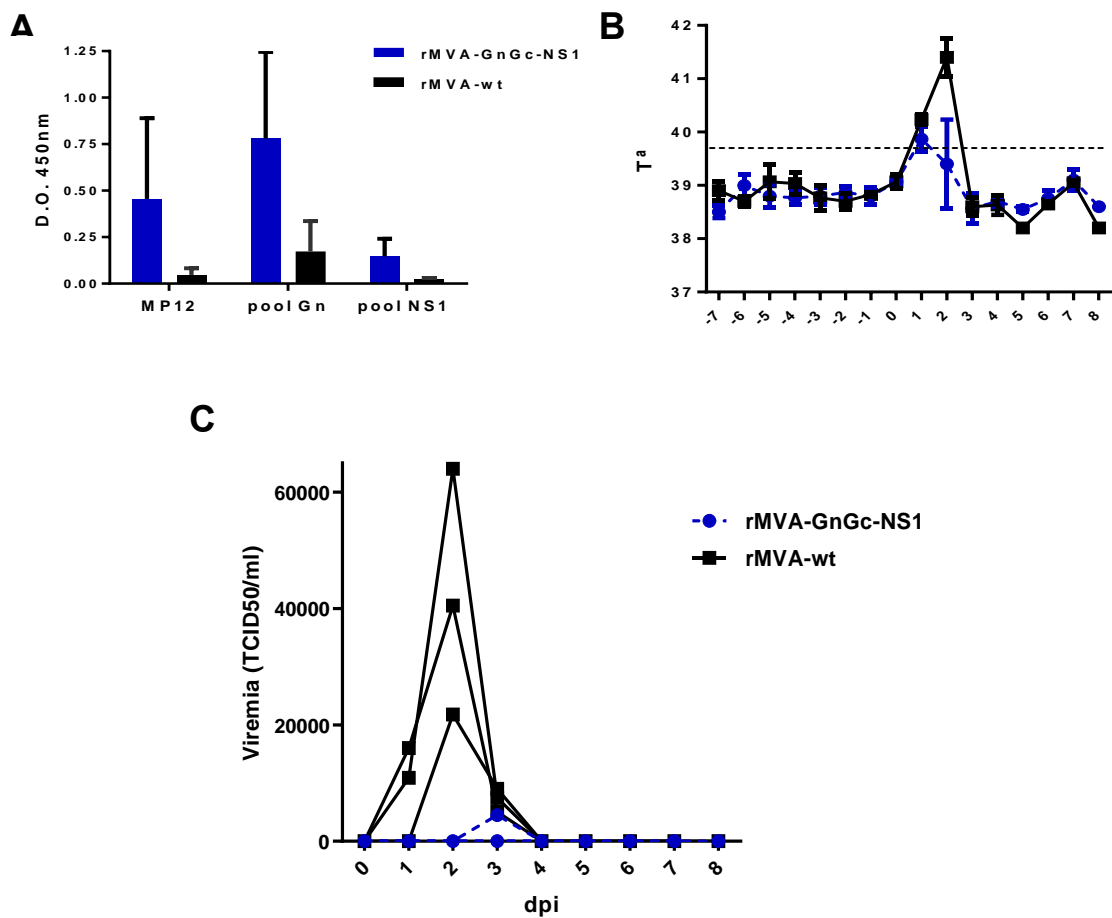 A
1.25
1.00
0.75
0.50
0.25
0.00
D.O. 450nm
MP12 pool Gn pool NS1
rMVA-GnGc-NS1
rMVA-wt
B
42
41
40
39
38
37
Tª
-7 -6 -5 -4 -3 -2 -1 0 1 2 3 4 5 6 7 8
C
60000
40000
20000
0
Viremia (TCID50/ml)
0 1 2 3 4 5 6 7 8
dpi
rMVA-GnGc-NS1
rMVA-wt